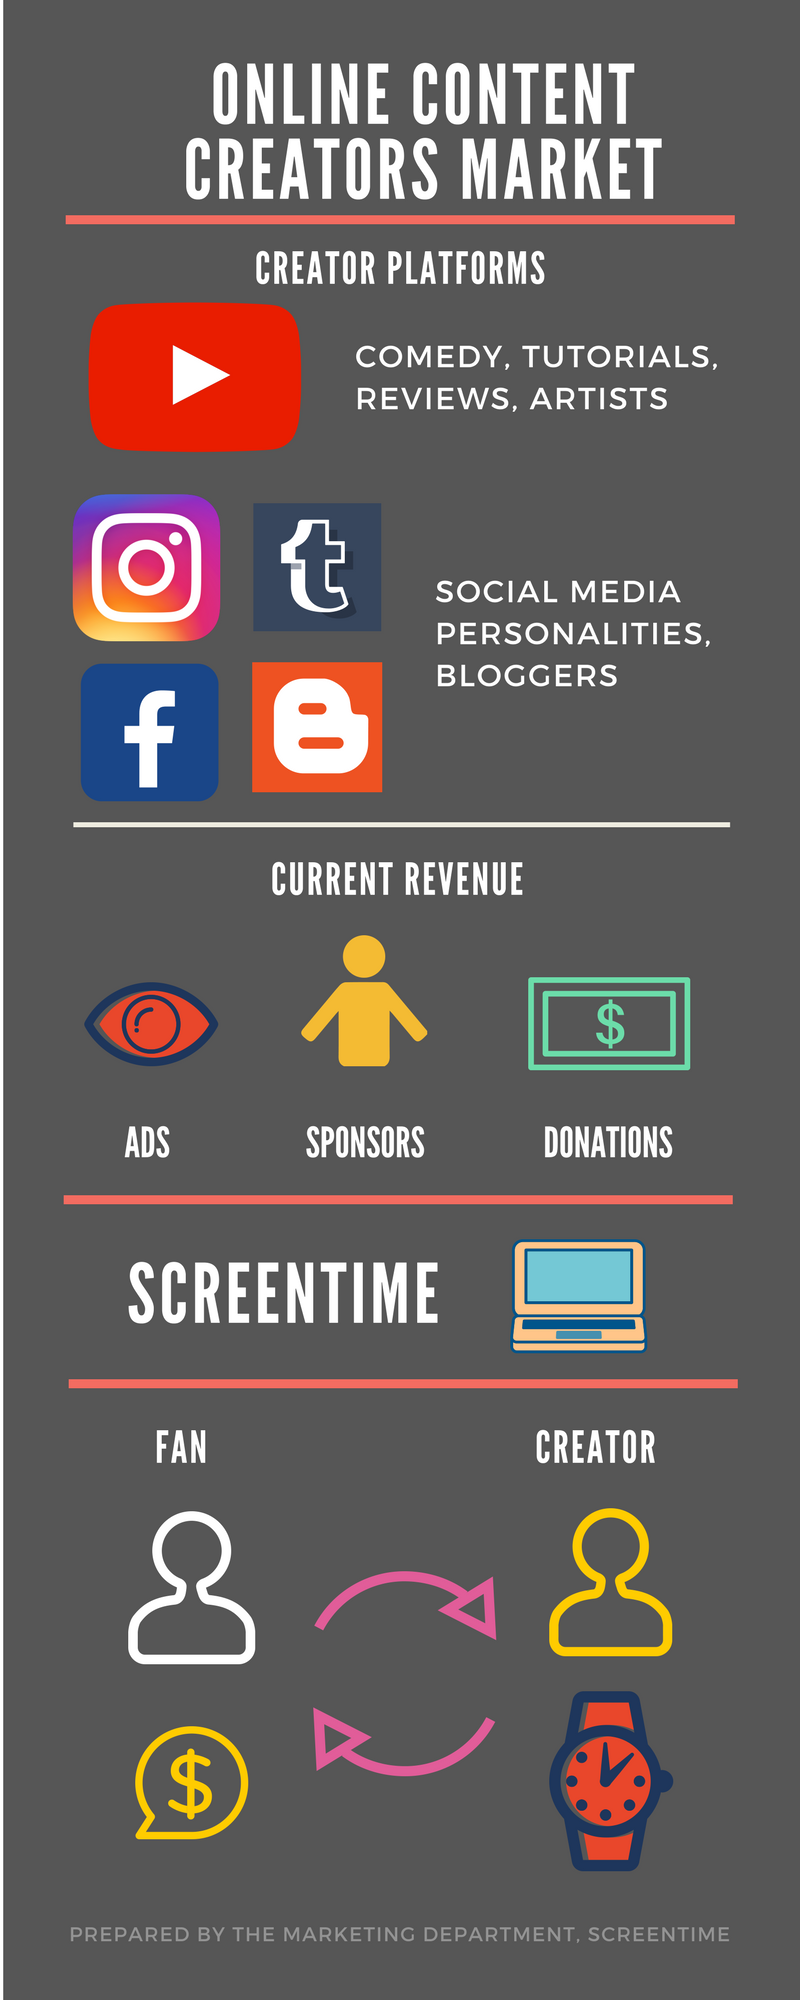 ONLINE CONTENT
CREATORS MARKET
CREATOR PLATFORMS
COMEDY, TUTORIALS,
REVIEWS, ARTISTS
t
SOCIAL MEDIA
PERSONALITIES,
BLOGGERS
f
B
CURRENT REVENUE
$
ADS
SPONSORS
DONATIONS
SCREENTIME
FAN
CREATOR
$
PREPARED BY THE MARKETING DEPARTMENT, SCREENTIME